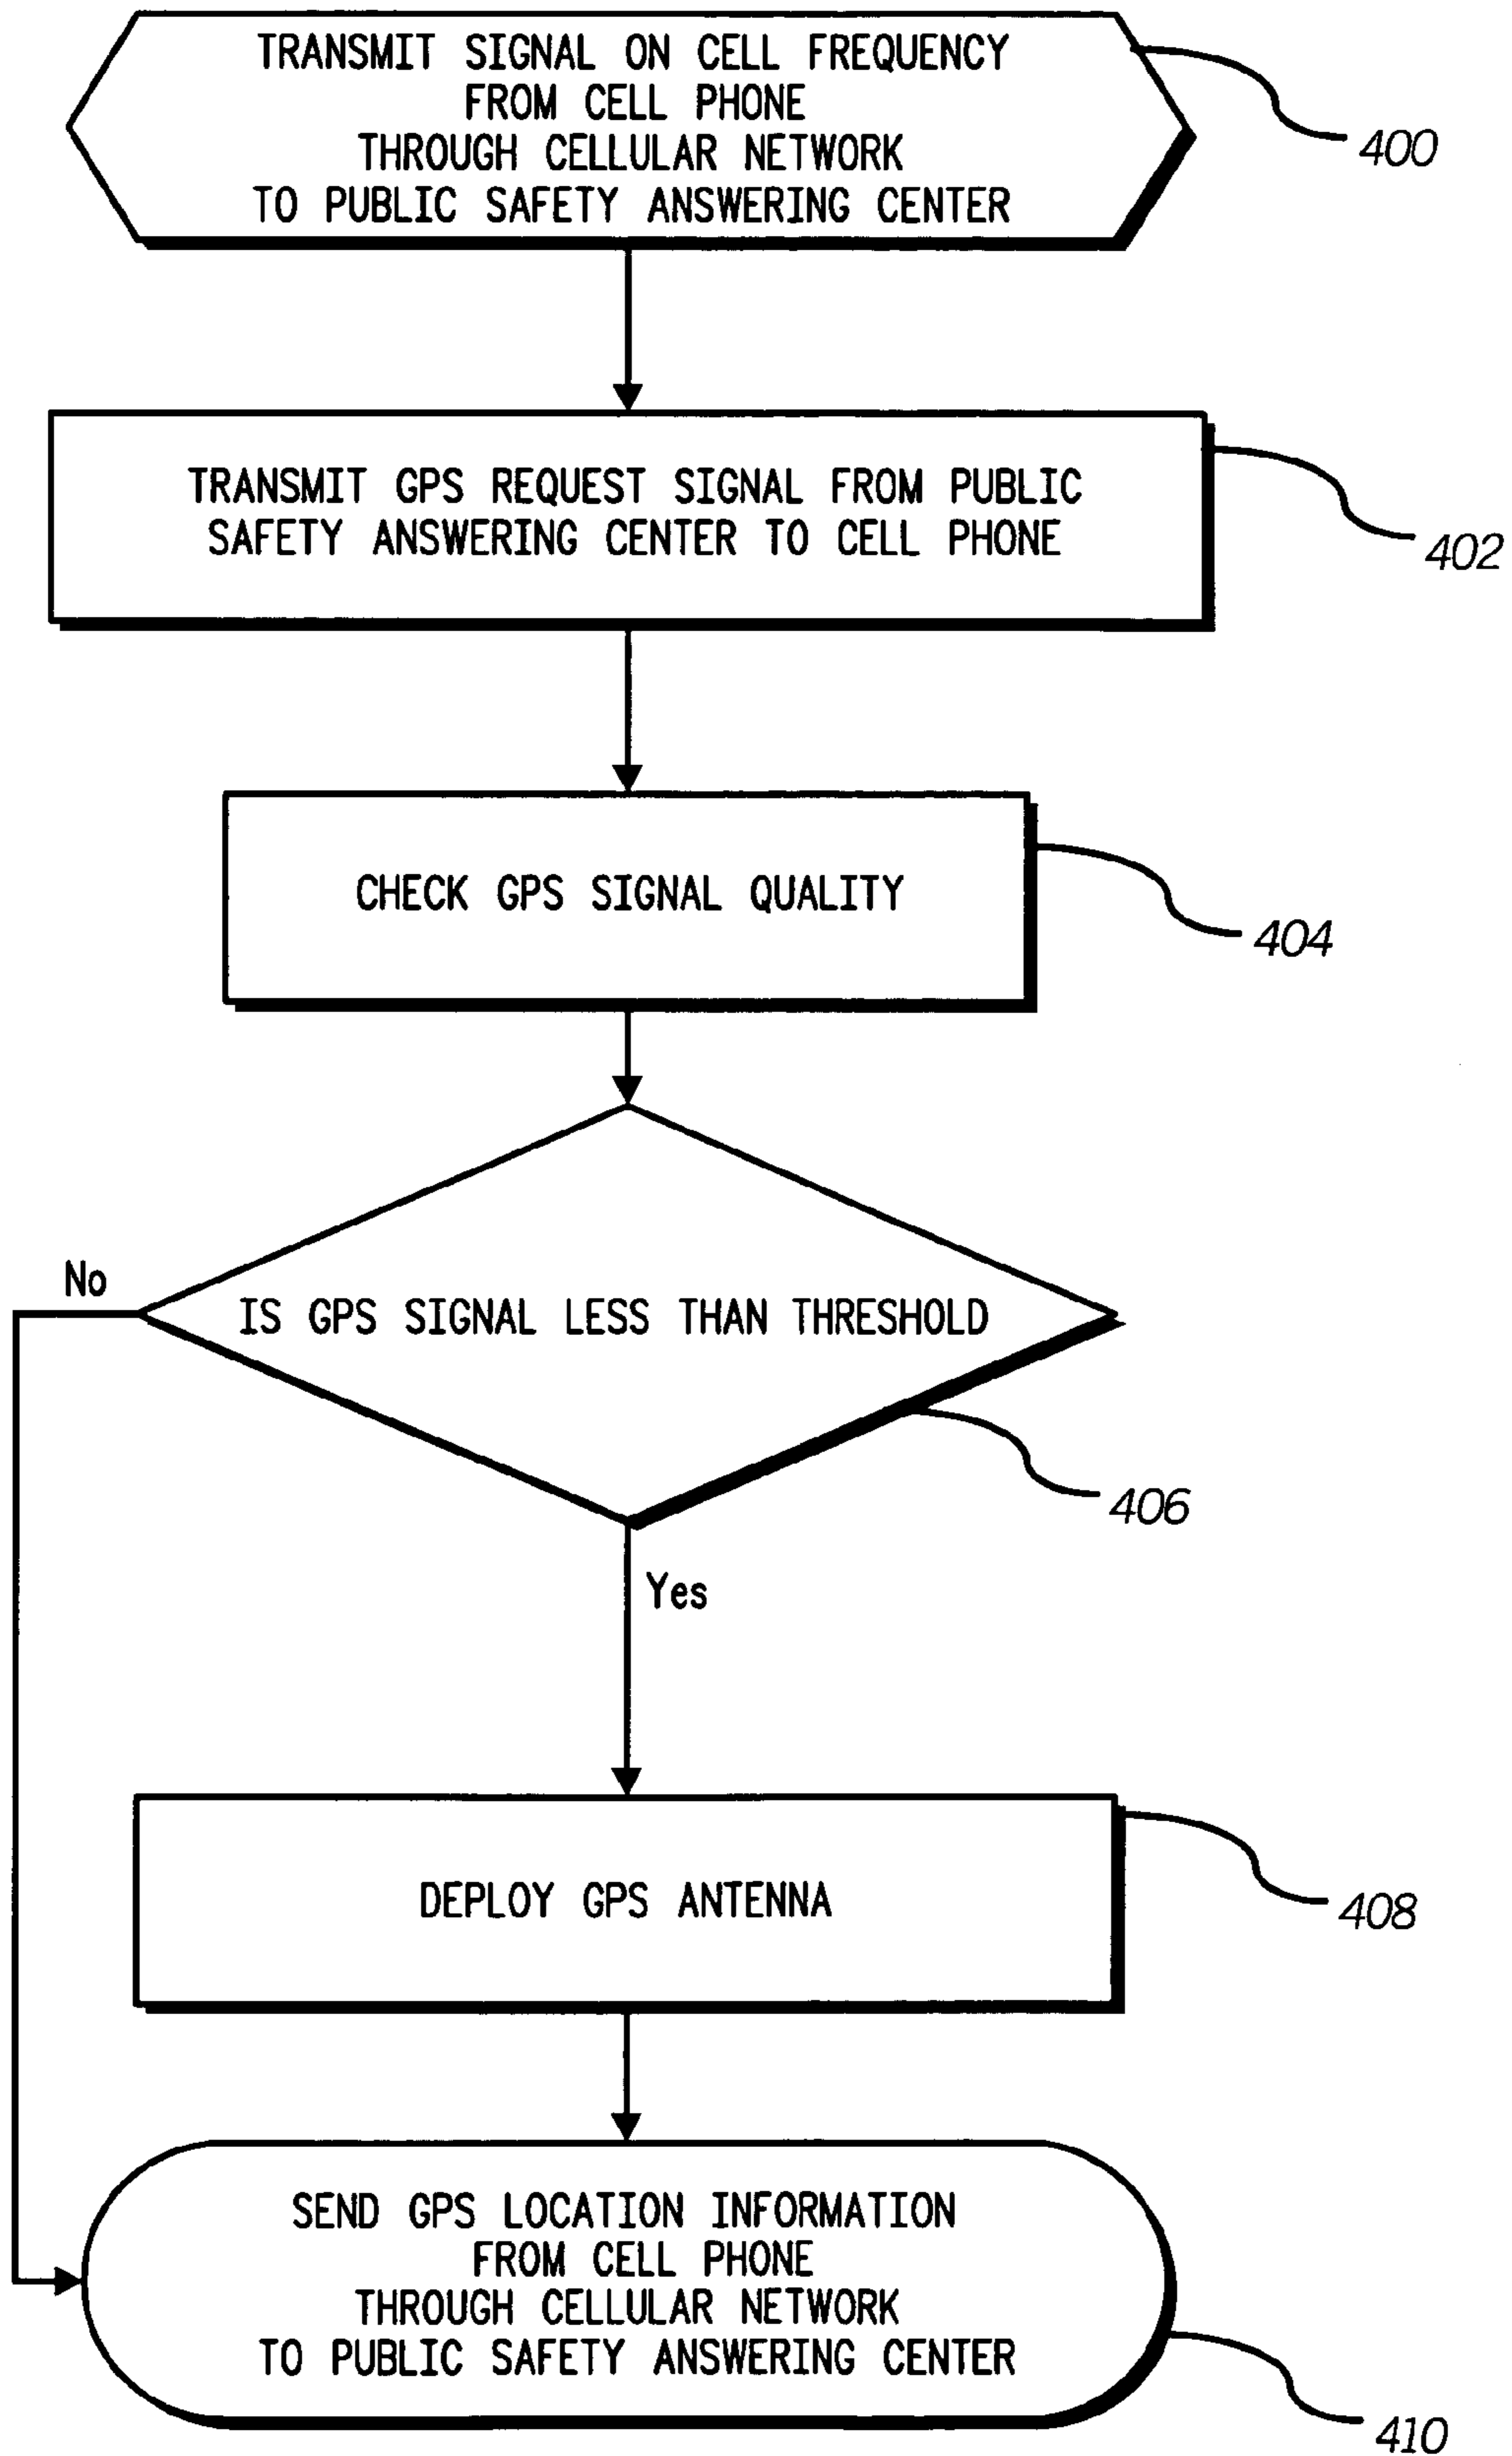 TRANSMIT SIGNAL ON CELL FREQUENCY
FROM CELL PHONE
THROUGH CELLULAR NETWORK
TO PUBLIC SAFETY ANSWERING CENTER
400
TRANSMIT GPS REQUEST SIGNAL FROM PUBLIC
SAFETY ANSWERING CENTER TO CELL PHONE
402
CHECK GPS SIGNAL QUALITY
404
No
IS GPS SIGNAL LESS THAN THRESHOLD
406
Yes
DEPLOY GPS ANTENNA
408
SEND GPS LOCATION INFORMATION
FROM CELL PHONE
THROUGH CELLULAR NETWORK
TO PUBLIC SAFETY ANSWERING CENTER
410